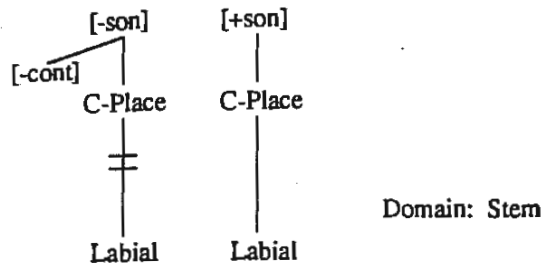 [-son] [+son]
[-cont]
C-Place C-Place
Domain: Stem
Labial Labial